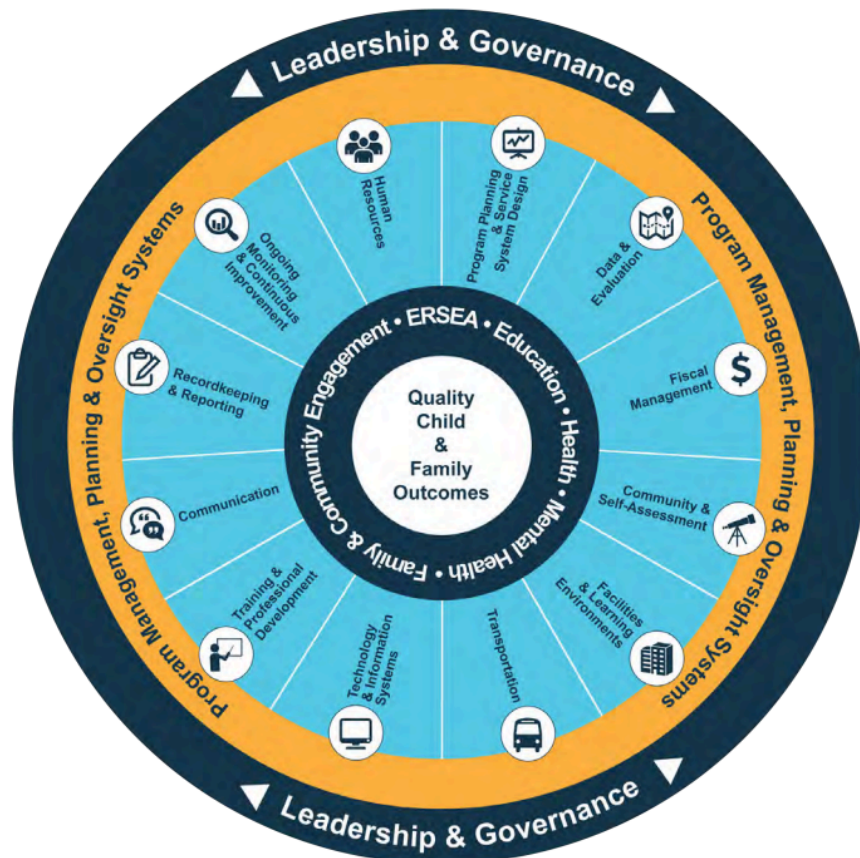 Leadership & Governance
Program Management, Planning & Oversight Systems
Program Management, Planning & Oversight Systems
Human
Resources
Program Planning
& Service
System Design
Data &
Evaluation
Fiscal
Management
$
Community &
Self-Assessment
Facilities
& Learning
Environments
Transportation
Technology
& Information
Systems
Training &
Professional
Development
Communication
Recordkeeping
& Reporting
Ongoing
Monitoring
& Continuous
Improvement
Family & Community Engagement • ERSEA • Education • Health • Mental Health •
Quality
Child
&
Family
Outcomes
Leadership & Governance